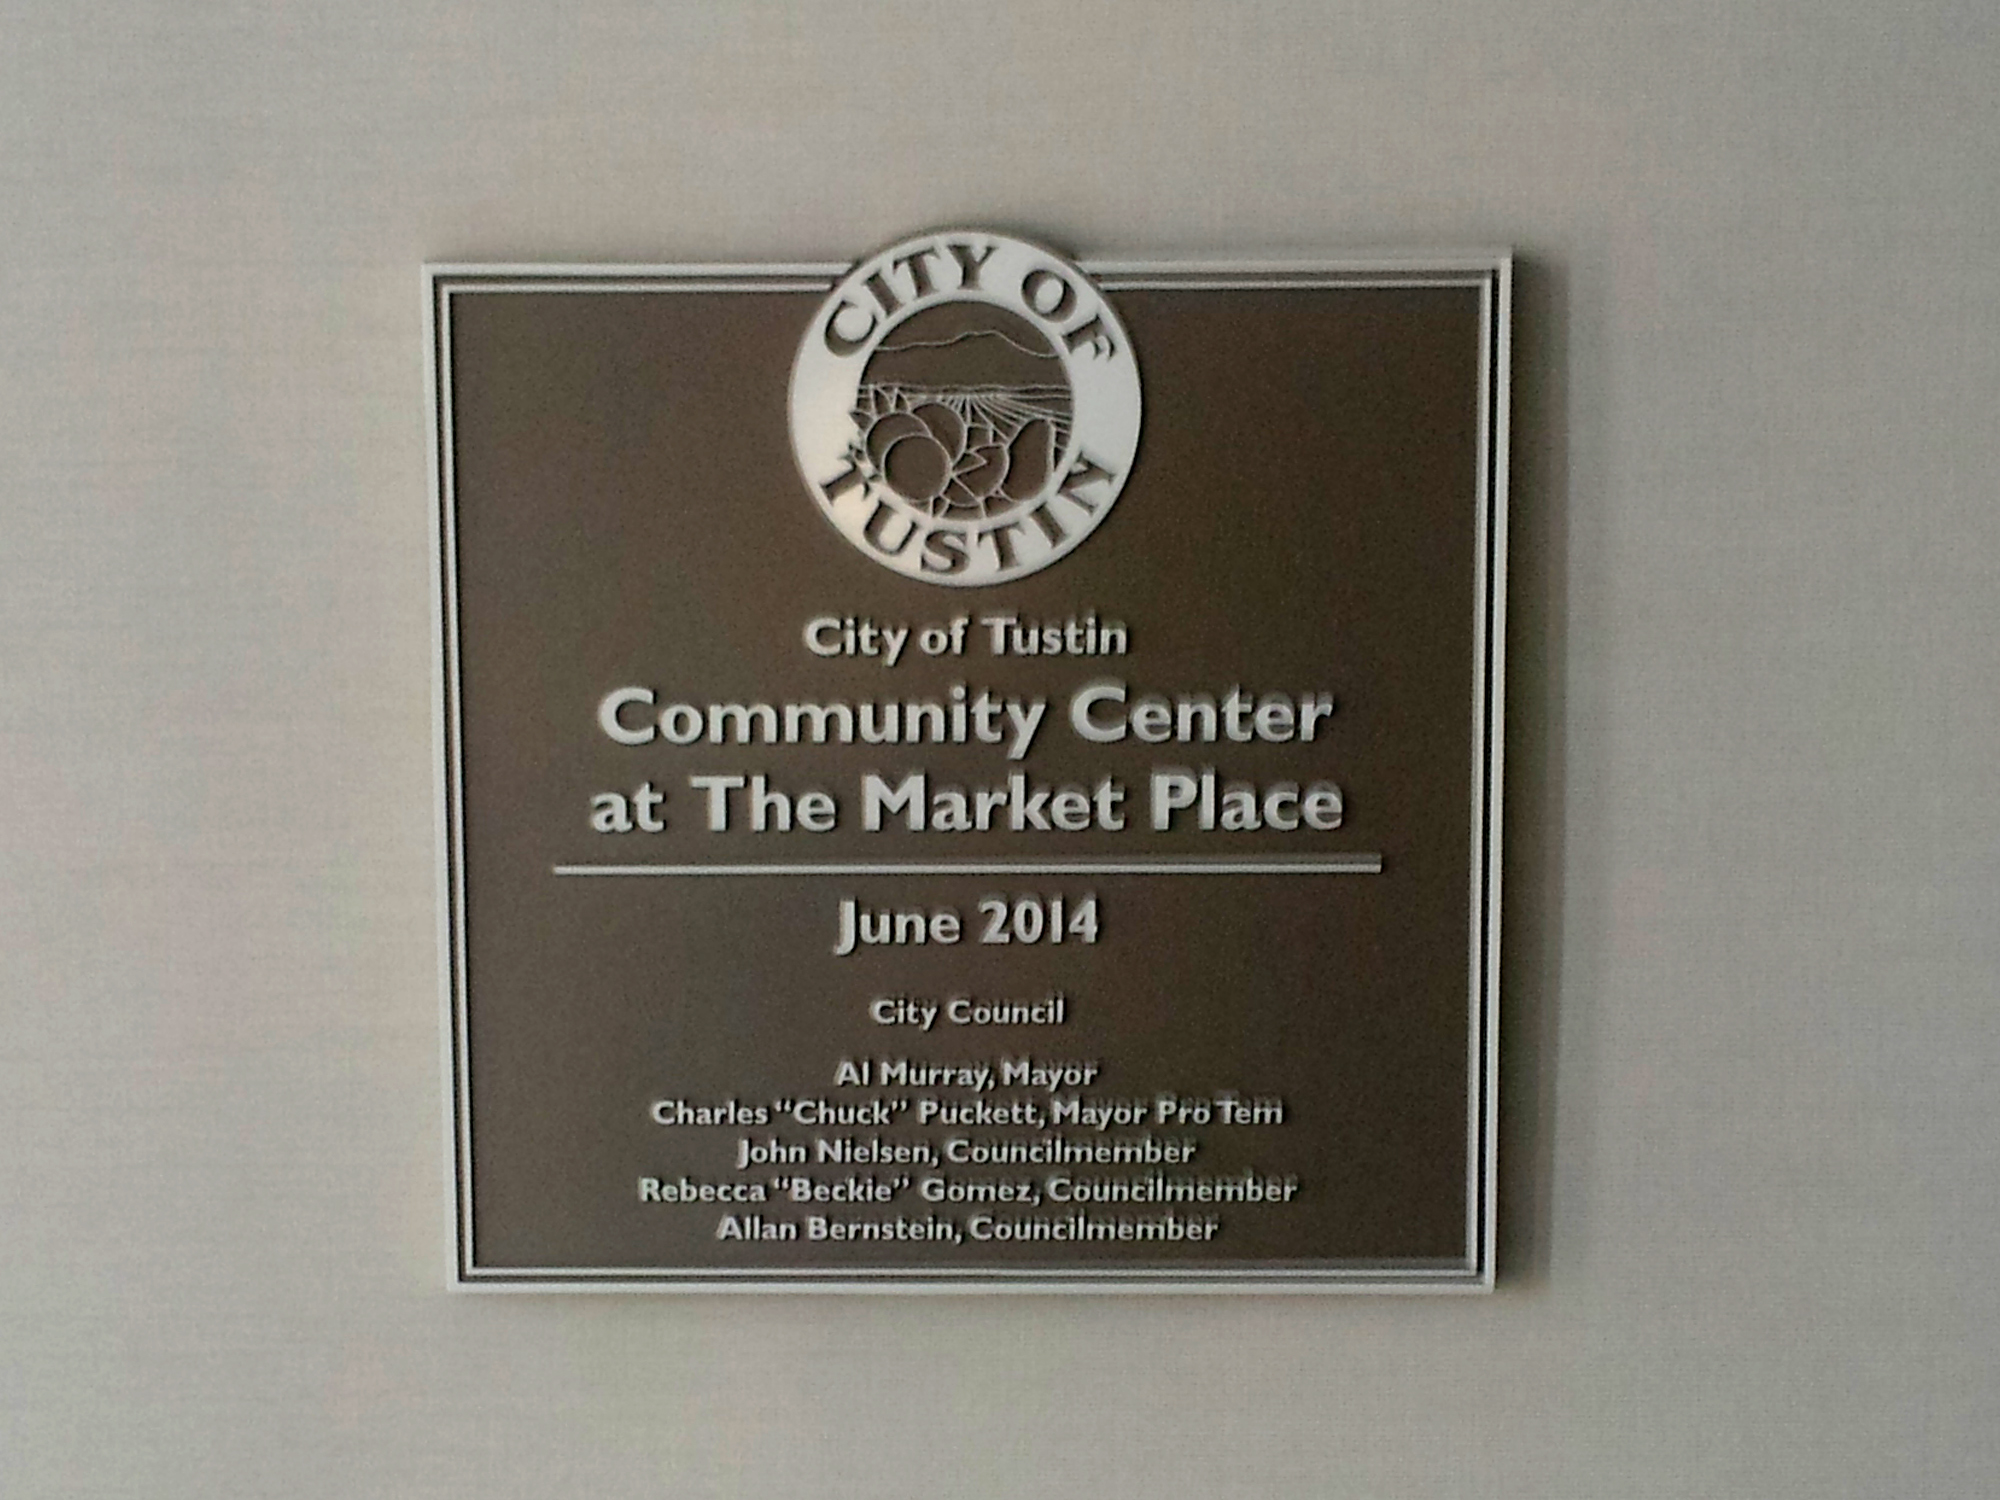 CITY OF
TUSTIN
City of Tustin
Community Center
at The Market Place
June 2014
City Council
Al Murray, Mayor
Charles “Chuck” Puckett, Mayor Pro Tem
John Nielsen, Councilmember
Rebecca “Beckie” Gomez, Councilmember
Allan Bernstein, Councilmember